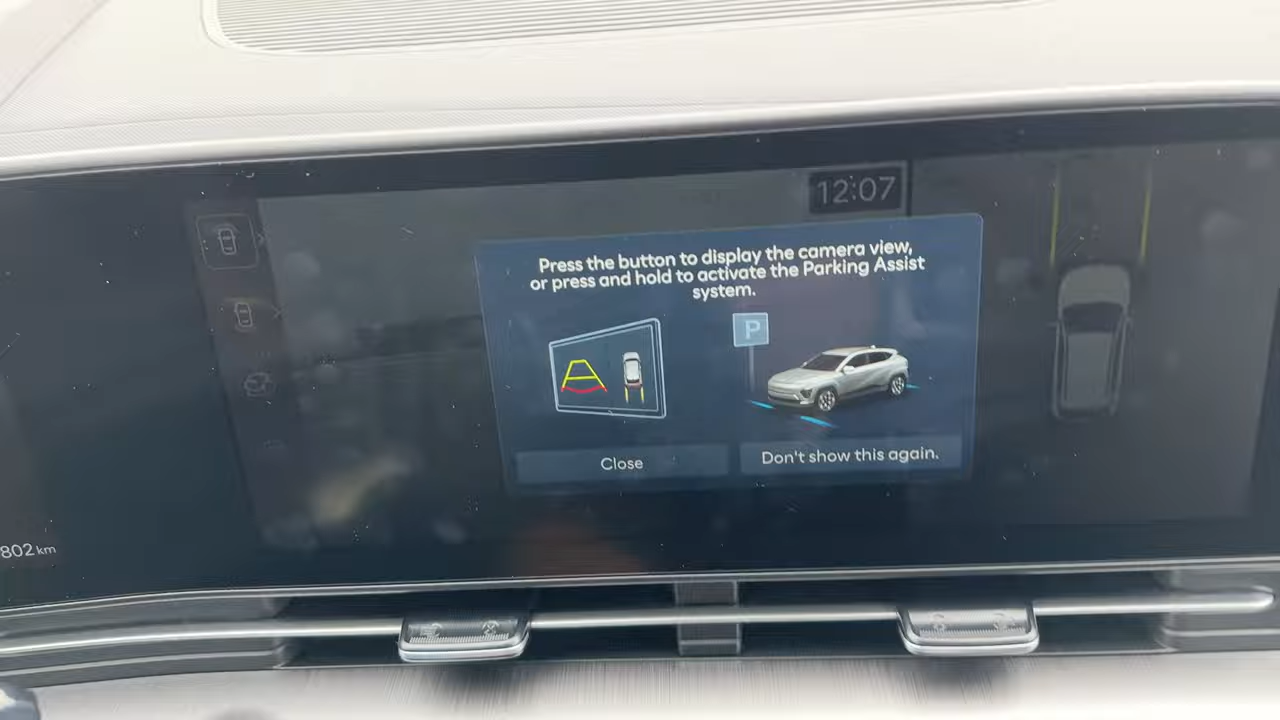 12:07
Press the button to display the camera view,
or press and hold to activate the Parking Assist
system.
P
Close
Don't show this again.
802 km